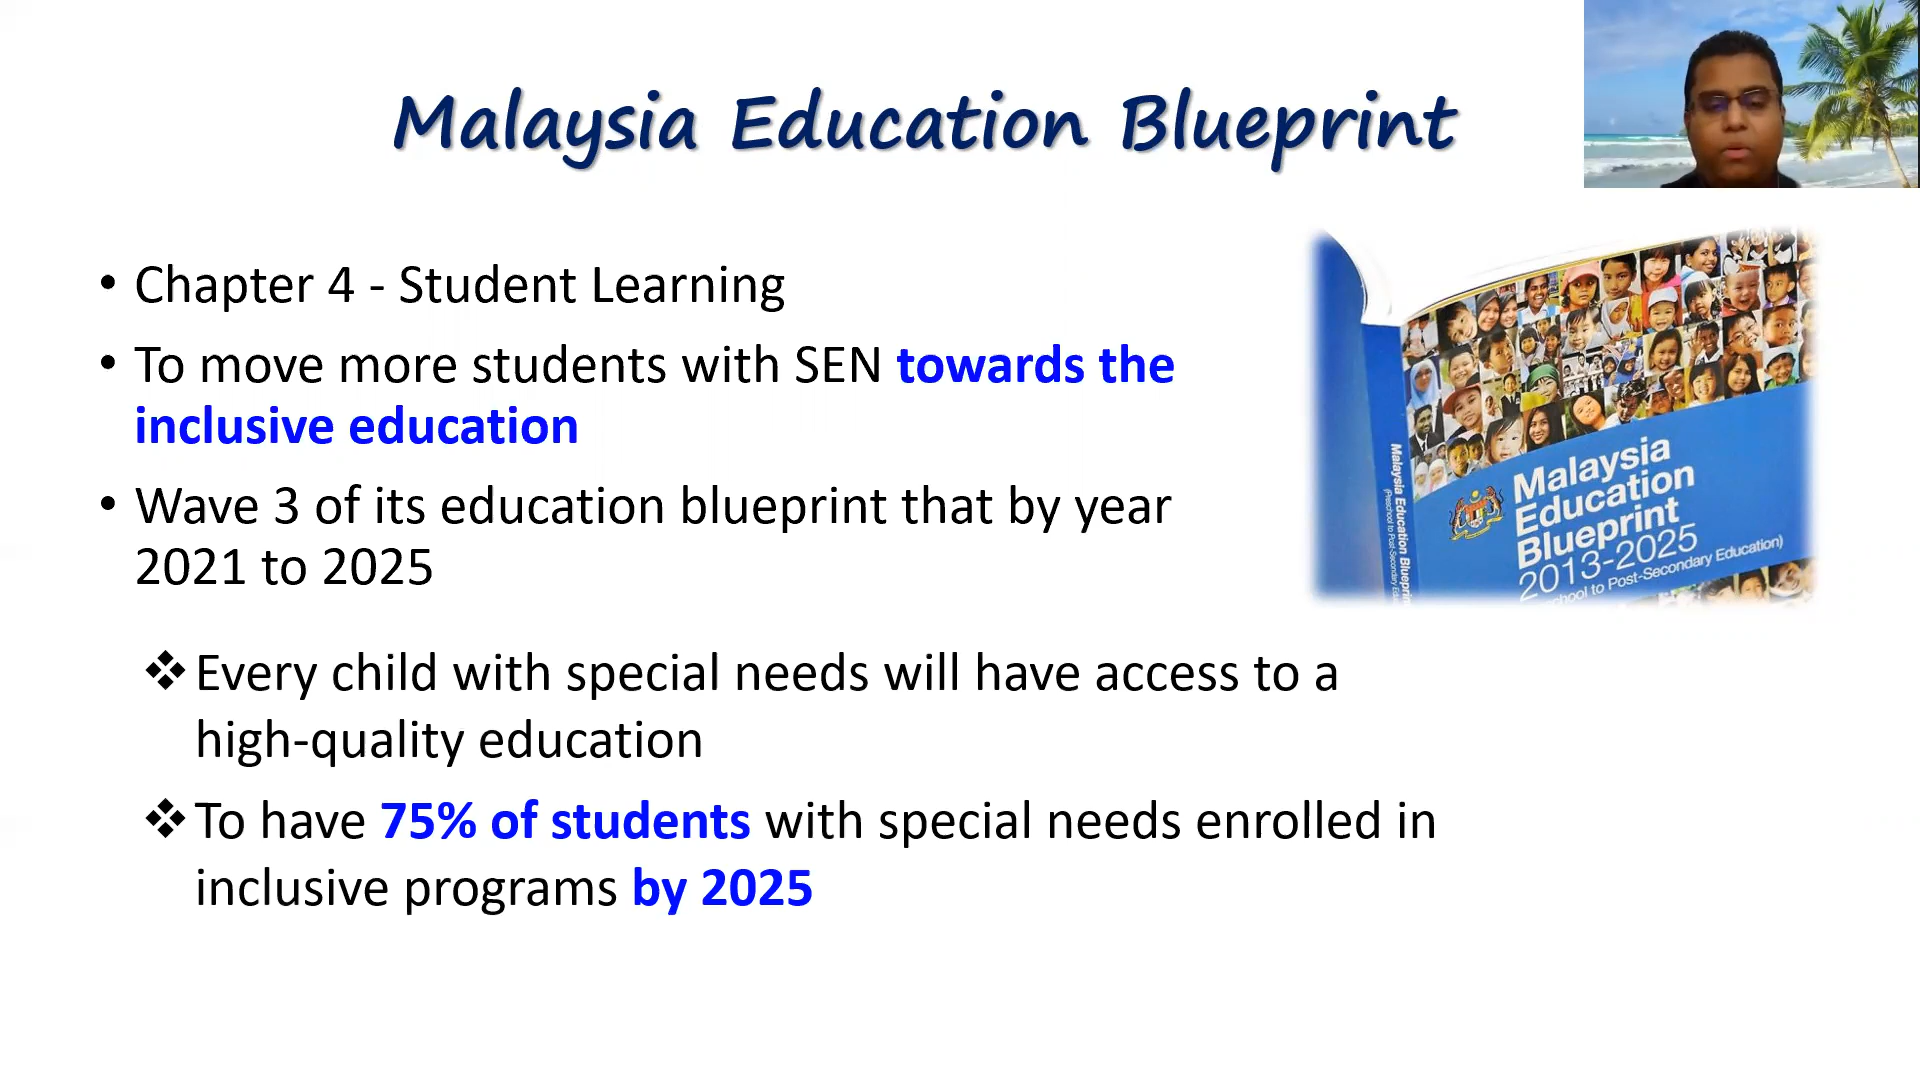 Malaysia Education Blueprint
• Chapter 4 - Student Learning
• To move more students with SEN towards the
inclusive education
• Wave 3 of its education blueprint that by year
2021 to 2025
❖ Every child with special needs will have access to a
high-quality education
❖ To have 75% of students with special needs enrolled in
inclusive programs by 2025
Malaysia Education Blueprin
Malaysia
Education
Blueprint
2013-2025
school to Post-Secondary Education)